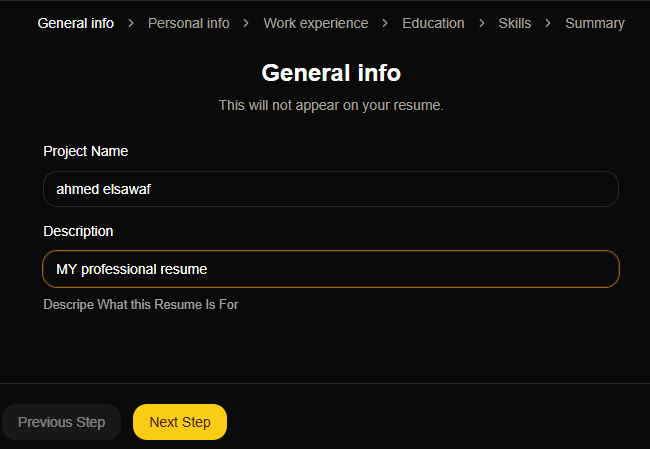 General info > Personal info > Work experience > Education > Skills > Summary
General info
This will not appear on your resume.
Project Name
ahmed elsawaf
Description
MY professional resume
Descripe What this Resume Is For
Previous Step Next Step